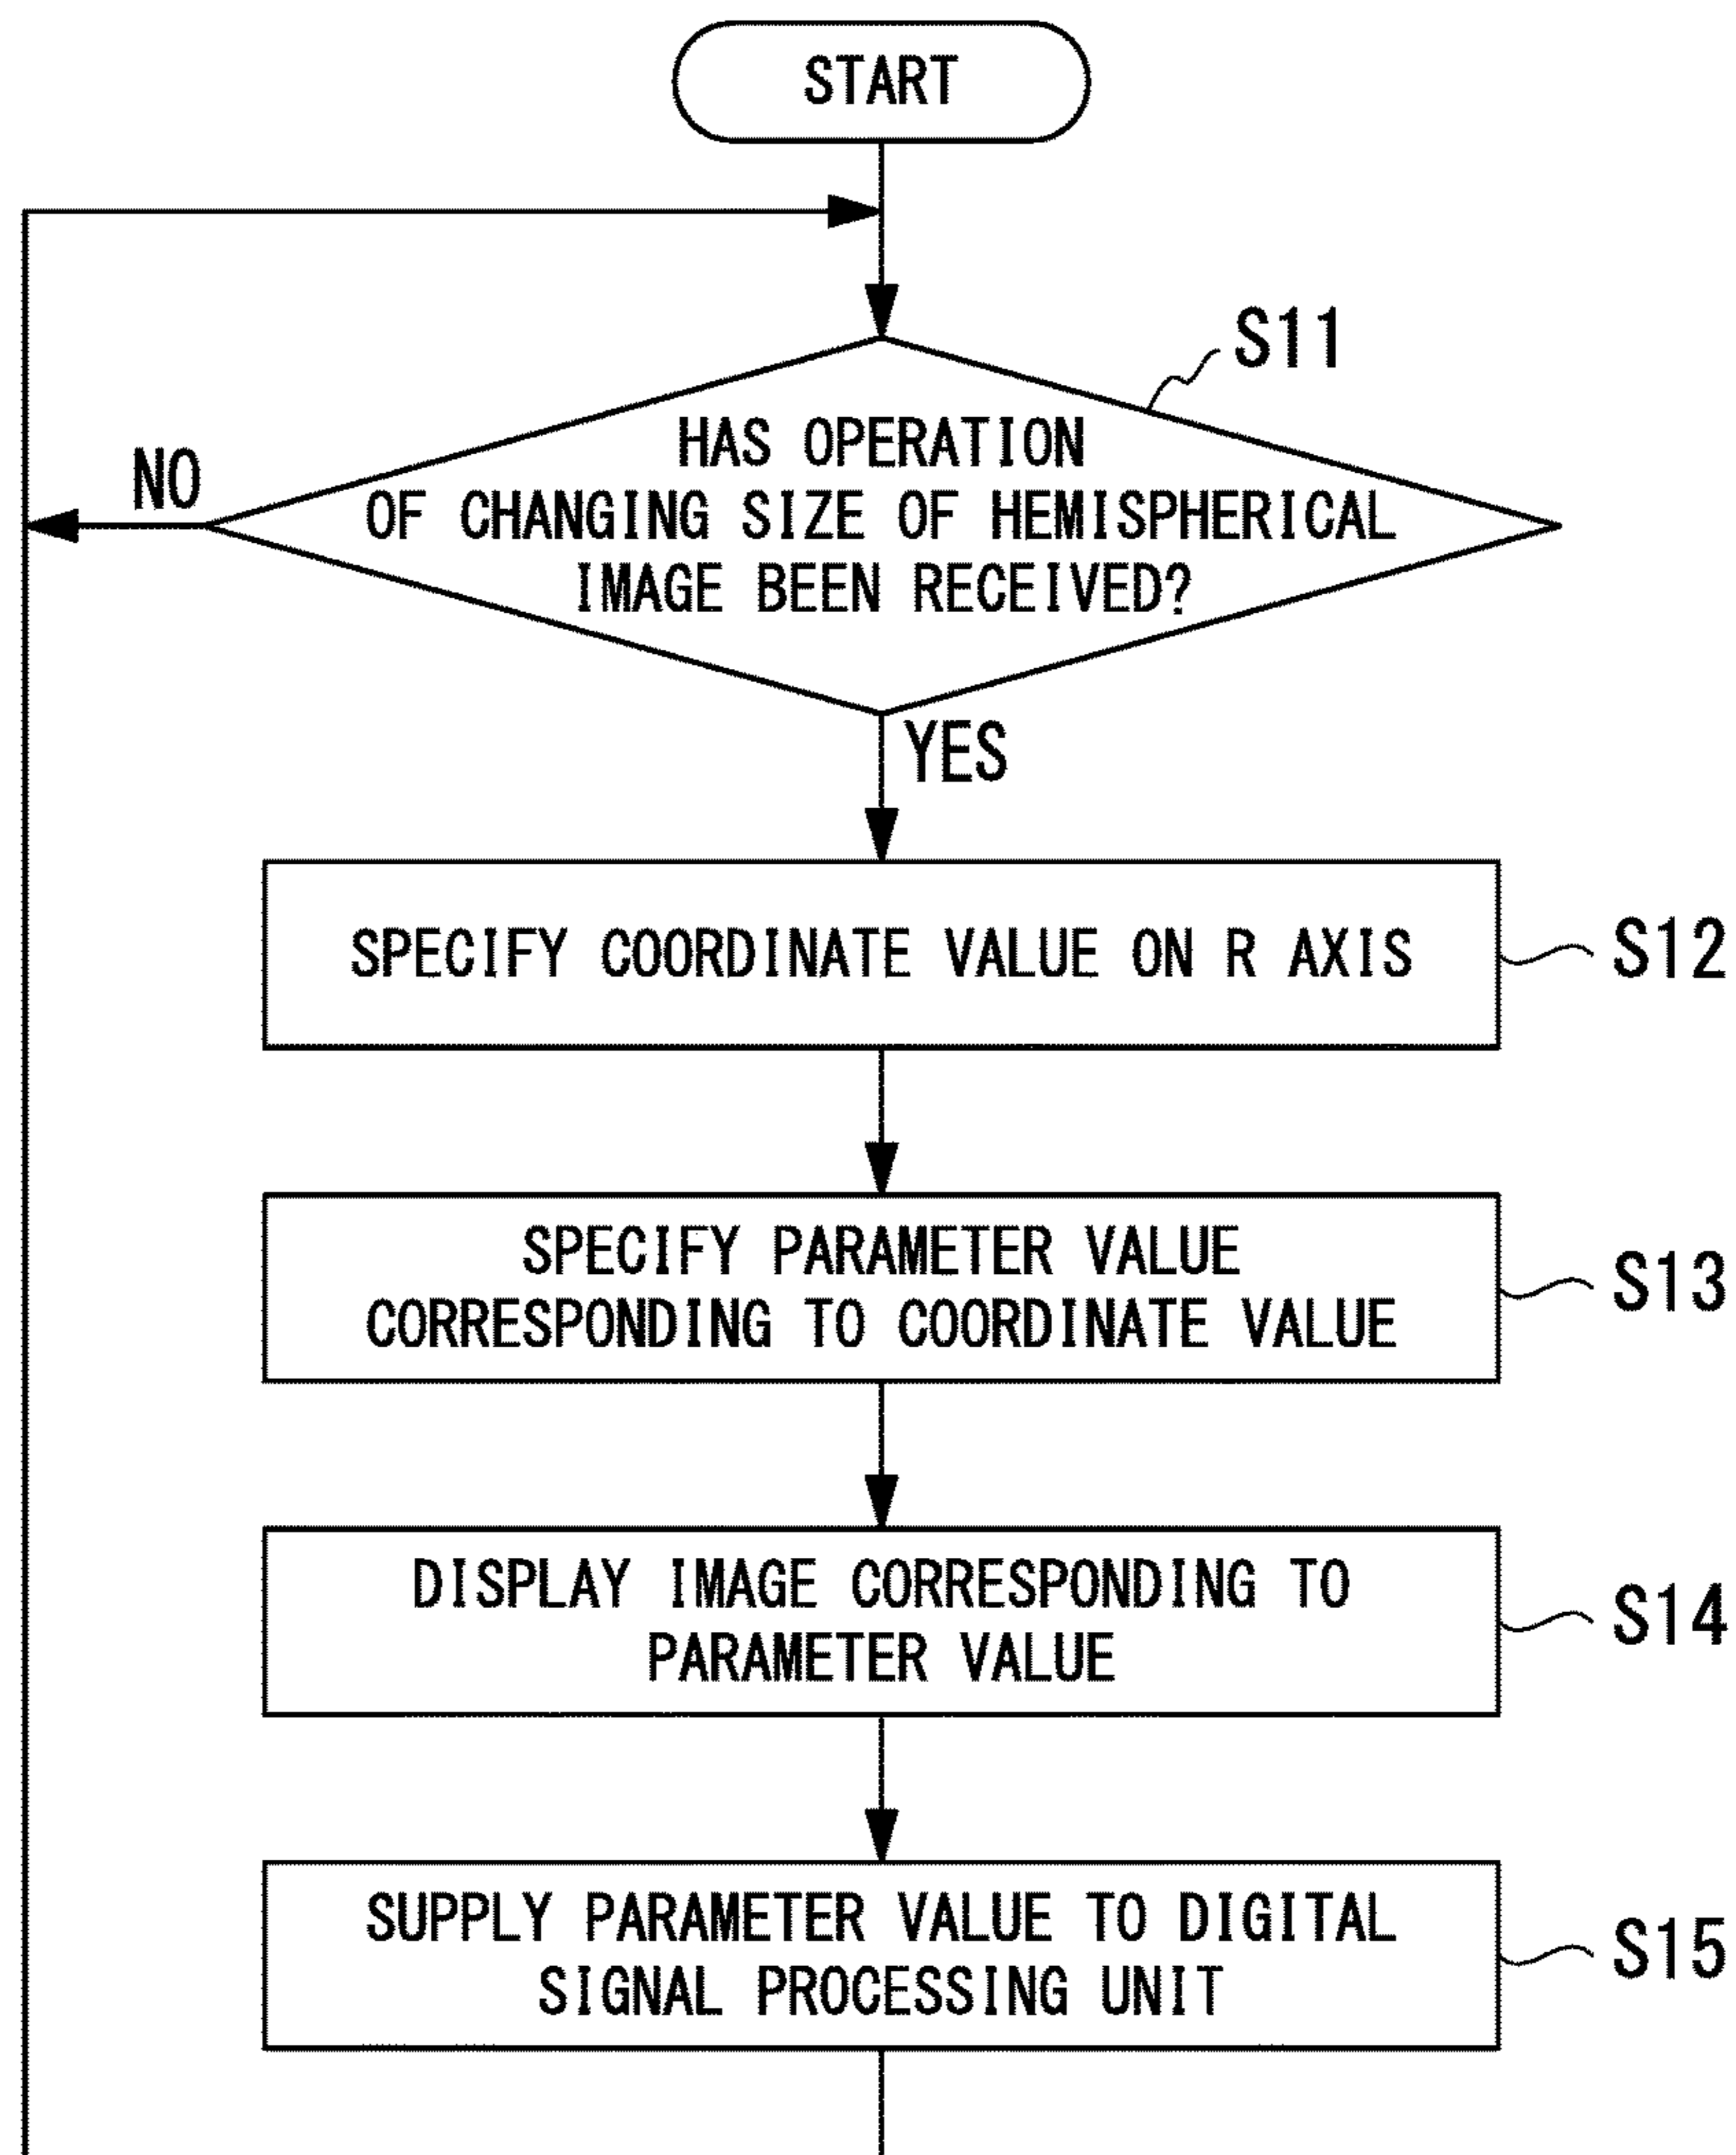 START
S11
HAS OPERATION
OF CHANGING SIZE OF HEMISPHERICAL
IMAGE BEEN RECEIVED?
NO
YES
SPECIFY COORDINATE VALUE ON R AXIS
S12
SPECIFY PARAMETER VALUE
CORRESPONDING TO COORDINATE VALUE
S13
DISPLAY IMAGE CORRESPONDING TO
PARAMETER VALUE
S14
SUPPLY PARAMETER VALUE TO DIGITAL
SIGNAL PROCESSING UNIT
S15